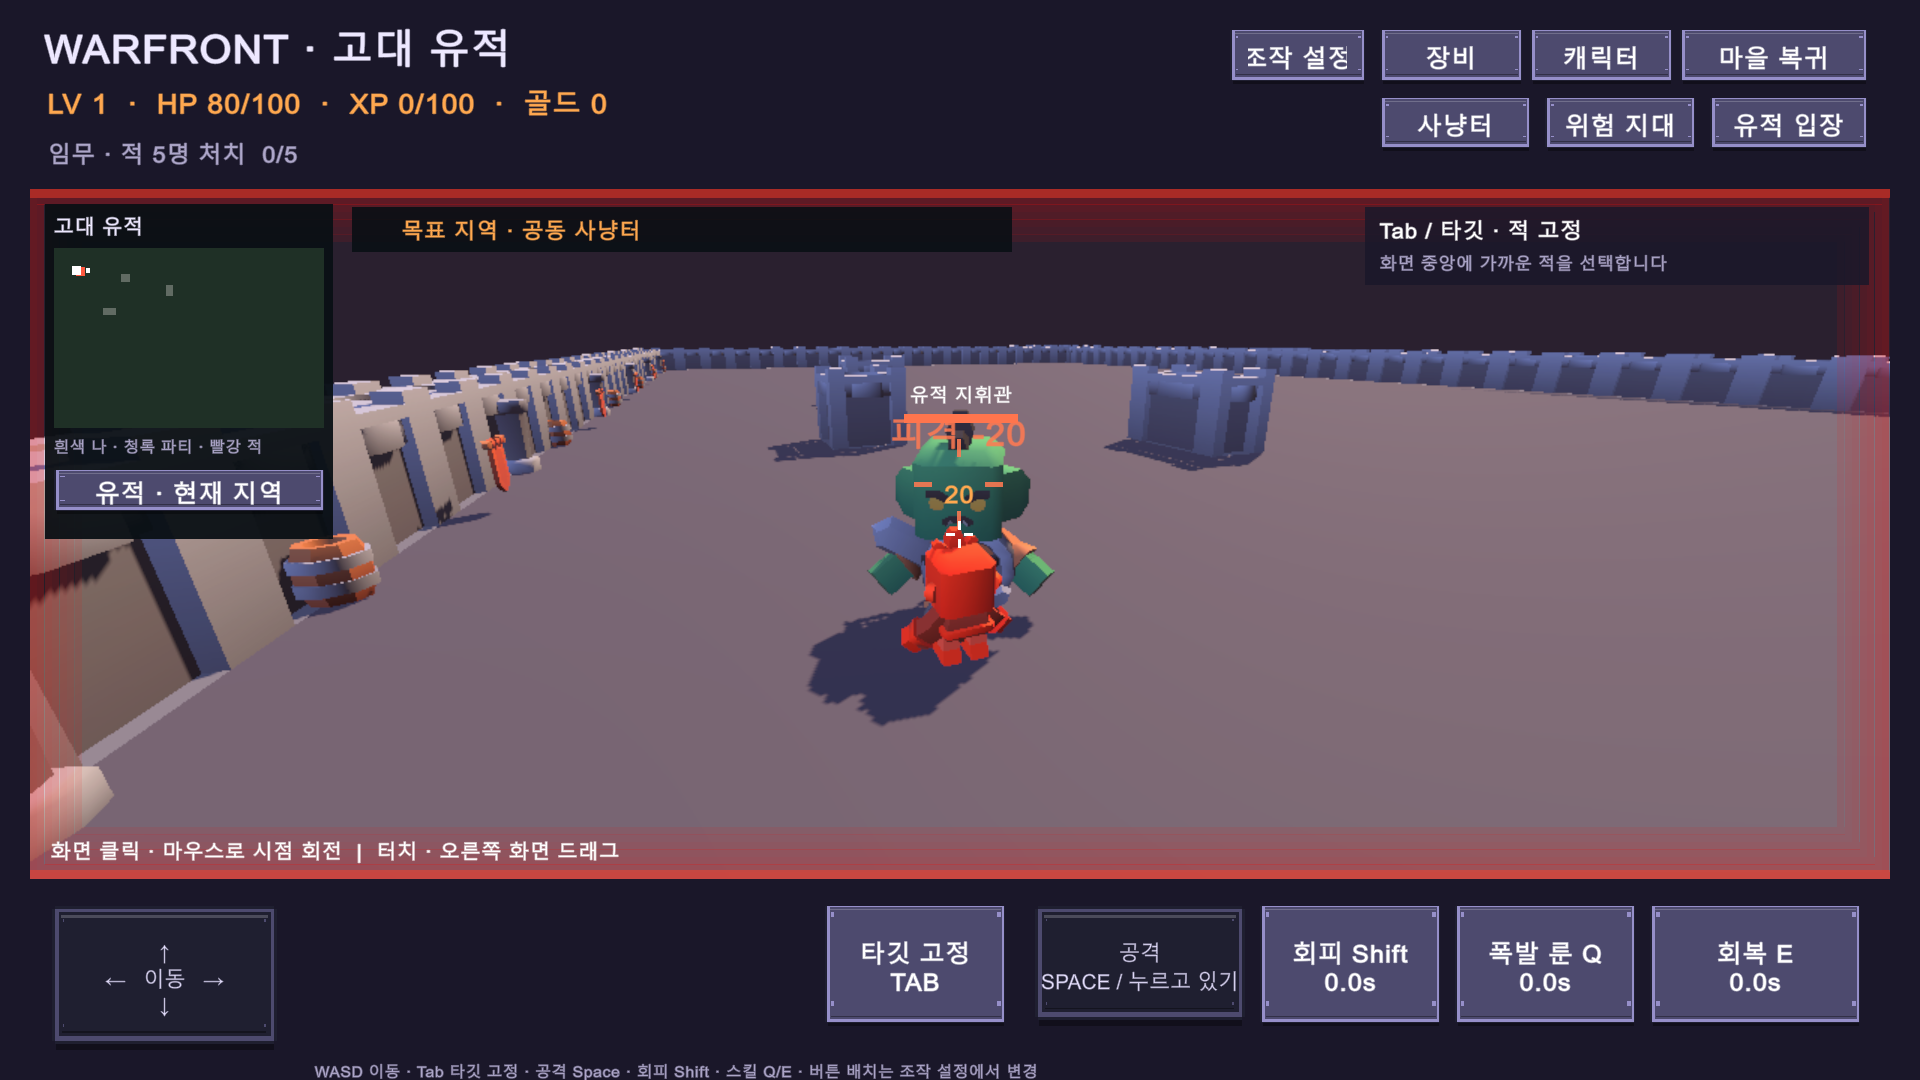 WARFRONT · 고대 유적
LV 1 · HP 80/100 · XP 0/100 · 골드 0
임무 · 적 5명 처치 0/5
조작 설정
장비
캐릭터
마을 복귀
사냥터
위험 지대
유적 입장
고대 유적
목표 지역 · 공동 사냥터
Tab / 타깃 · 적 고정
화면 중앙에 가까운 적을 선택합니다
흰색 나 · 청록 파티 · 빨강 적
유적 · 현재 지역
유적 지휘관
피격 -20
20
화면 클릭 · 마우스로 시점 회전 | 터치 · 오른쪽 화면 드래그
↑
← 이동 →
↓
타깃 고정
TAB
공격
SPACE / 누르고 있기
회피 Shift
0.0s
폭발 룬 Q
0.0s
회복 E
0.0s
WASD 이동 · Tab 타깃 고정 · 공격 Space · 회피 Shift · 스킬 Q/E · 버튼 배치는 조작 설정에서 변경